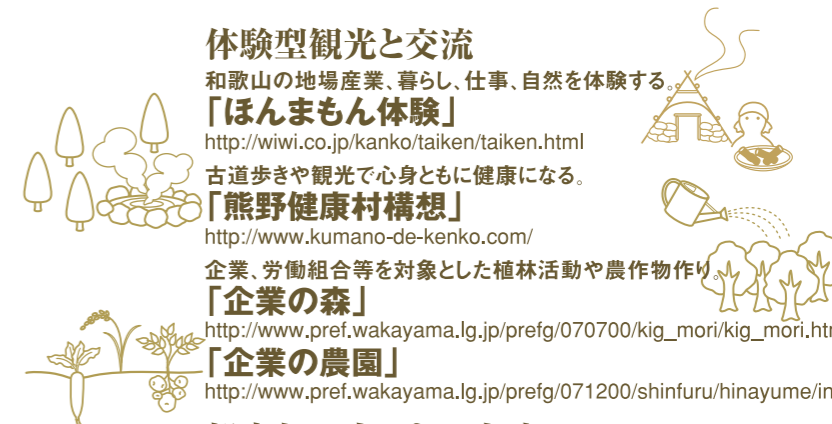 体験型観光と交流
和歌山の地場産業、暮らし、仕事、自然を体験する。
「ほんまもん体験」
http://wiwi.co.jp/kanko/taiken/taiken.html
古道歩きや観光で心身ともに健康になる。
「熊野健康村構想」
http://www.kumano-de-kenko.com/
企業、労働組合等を対象とした植林活動や農作物作り。
「企業の森」
http://www.pref.wakayama.lg.jp/prefg/070700/kig_mori/kig_mori.htm
「企業の農園」
http://www.pref.wakayama.lg.jp/prefg/071200/shinfuru/hinayume/in